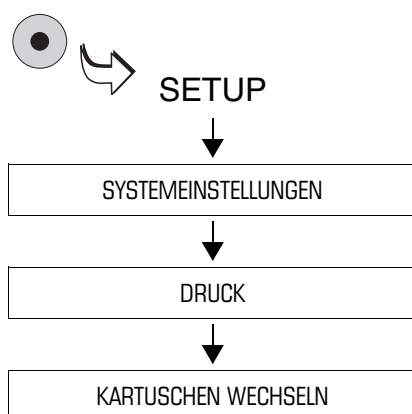 SETUP
SYSTEMEINSTELLUNGEN
DRUCK
KARTUSCHEN WECHSELN